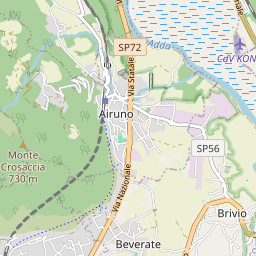 SP72
Via Statale
Adda
CdV KON
Airuno
SP56
Monte
Crosaccia
730 m
Via Nazionale
Brivio
Beverate